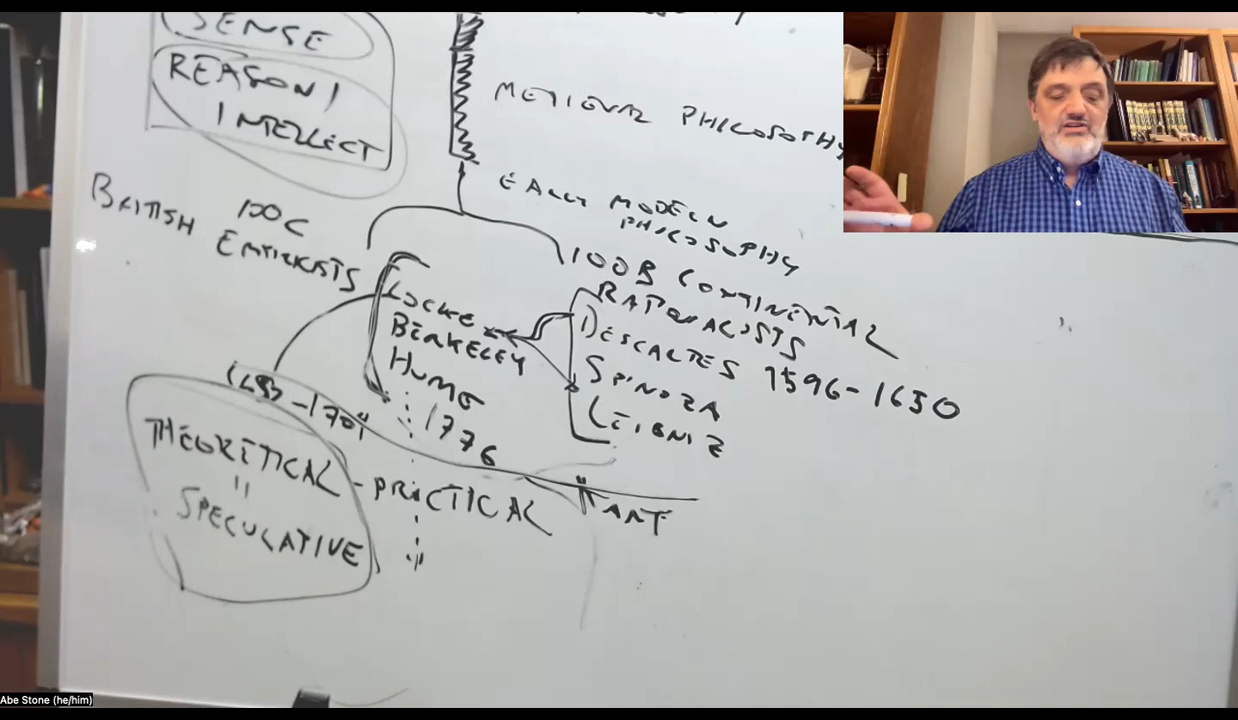 SENSE
REASON/
INTELLECT
MEDIEVAL PHILOSOPHY
EARLY MODERN
PHILOSOPHY
100C
BRITISH EMPIRICISTS
100B CONTINENTAL
RATIONALISTS
LOCKE
BERKELEY
HUME
1776
DESCARTES 1596-1650
SPINOZA
LEIBNIZ
THEORETICAL - PRACTICAL
"
SPECULATIVE
KANT
Abe Stone (he/him)